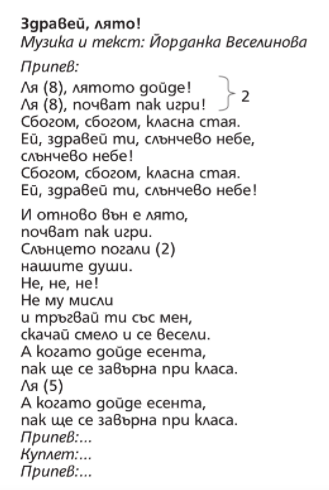 Здравей, лято!
Музика и текст: Йорданка Веселинова
Припев:
Ля (8), лятото дойде!
Ля (8), почват пак игри! } 2
Сбогом, сбогом, класна стая.
Ей, здравей ти, слънчево небе,
слънчево небе!
Сбогом, сбогом, класна стая.
Ей, здравей ти, слънчево небе!
И отново вън е лято,
почват пак игри.
Слънцето погали (2)
нашите души.
Не, не, не!
Не му мисли
и тръгвай ти със мен,
скачай смело и се весели.
А когато дойде есента,
пак ще се завърна при класа.
Ля (5)
А когато дойде есента,
пак ще се завърна при класа.
Припев:...
Куплет:...
Припев:...